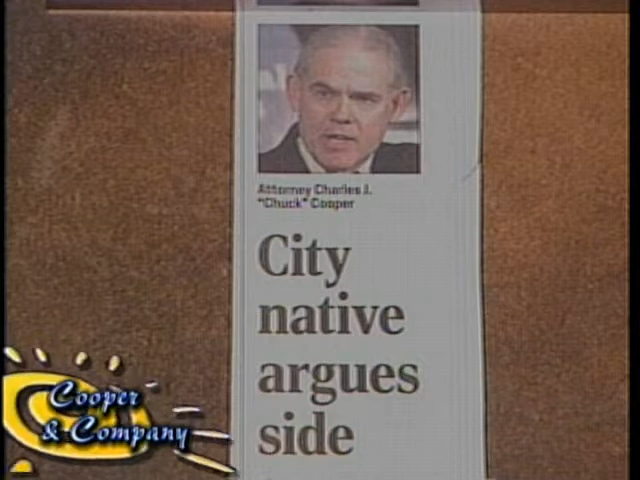 Attorney Charles J.
"Chuck" Cooper
City
native
argues
side
Cooper
& Company